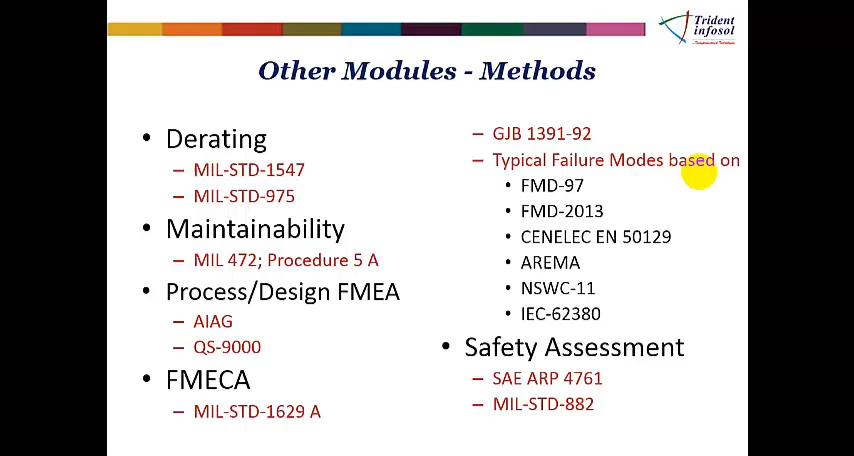 Trident
infosol
Other Modules - Methods
• Derating
– MIL-STD-1547
– MIL-STD-975
• Maintainability
– MIL 472; Procedure 5 A
• Process/Design FMEA
– AIAG
– QS-9000
• FMECA
– MIL-STD-1629 A
– GJB 1391-92
– Typical Failure Modes based on
• FMD-97
• FMD-2013
• CENELEC EN 50129
• AREMA
• NSWC-11
• IEC-62380
• Safety Assessment
– SAE ARP 4761
– MIL-STD-882